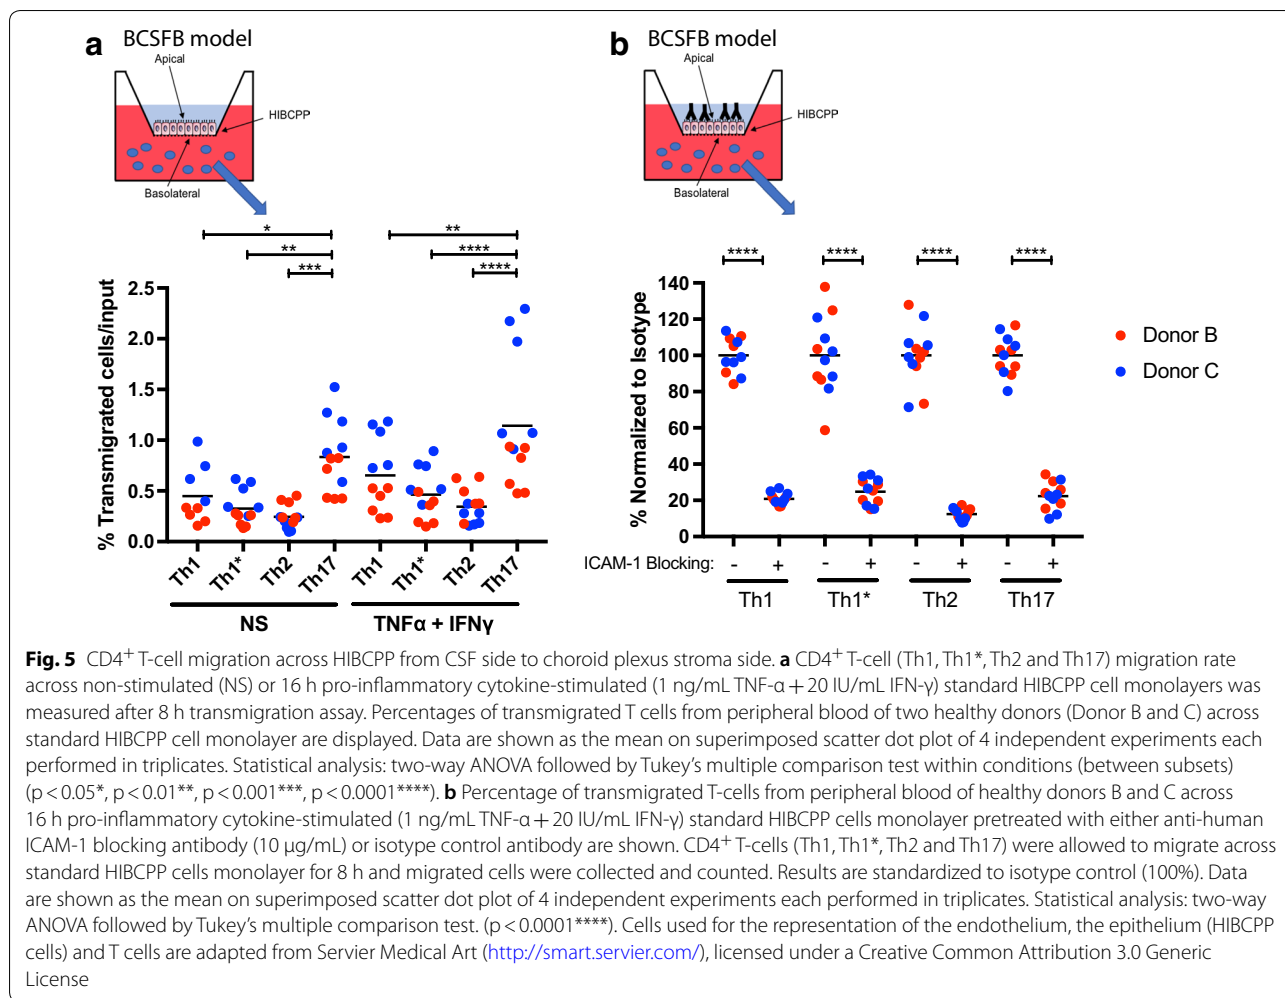 a BCSFB model
Apical
HIBCPP
Basolateral
* **
** ****
*** ****
% Transmigrated cells/input
2.5
2.0
1.5
1.0
0.5
0.0
Th1 Th1* Th2 Th17 Th1 Th1* Th2 Th17
NS TNFα + IFNγ
b BCSFB model
Apical
HIBCPP
Basolateral
**** **** **** ****
% Normalized to Isotype
140
120
100
80
60
40
20
0
ICAM-1 Blocking: - + - + - + - +
Th1 Th1* Th2 Th17
Donor B
Donor C
Fig. 5 CD4+ T-cell migration across HIBCPP from CSF side to choroid plexus stroma side. a CD4+ T-cell (Th1, Th1*, Th2 and Th17) migration rate
across non-stimulated (NS) or 16 h pro-inflammatory cytokine-stimulated (1 ng/mL TNF-α + 20 IU/mL IFN-γ) standard HIBCPP cell monolayers was
measured after 8 h transmigration assay. Percentages of transmigrated T cells from peripheral blood of two healthy donors (Donor B and C) across
standard HIBCPP cell monolayer are displayed. Data are shown as the mean on superimposed scatter dot plot of 4 independent experiments each
performed in triplicates. Statistical analysis: two-way ANOVA followed by Tukey's multiple comparison test within conditions (between subsets)
(p < 0.05*, p < 0.01**, p < 0.001***, p < 0.0001****). b Percentage of transmigrated T-cells from peripheral blood of healthy donors B and C across
16 h pro-inflammatory cytokine-stimulated (1 ng/mL TNF-α + 20 IU/mL IFN-γ) standard HIBCPP cells monolayer pretreated with either anti-human
ICAM-1 blocking antibody (10 µg/mL) or isotype control antibody are shown. CD4+ T-cells (Th1, Th1*, Th2 and Th17) were allowed to migrate across
standard HIBCPP cells monolayer for 8 h and migrated cells were collected and counted. Results are standardized to isotype control (100%). Data
are shown as the mean on superimposed scatter dot plot of 4 independent experiments each performed in triplicates. Statistical analysis: two-way
ANOVA followed by Tukey's multiple comparison test. (p < 0.0001****). Cells used for the representation of the endothelium, the epithelium (HIBCPP
cells) and T cells are adapted from Servier Medical Art (http://smart.servier.com/), licensed under a Creative Common Attribution 3.0 Generic
License